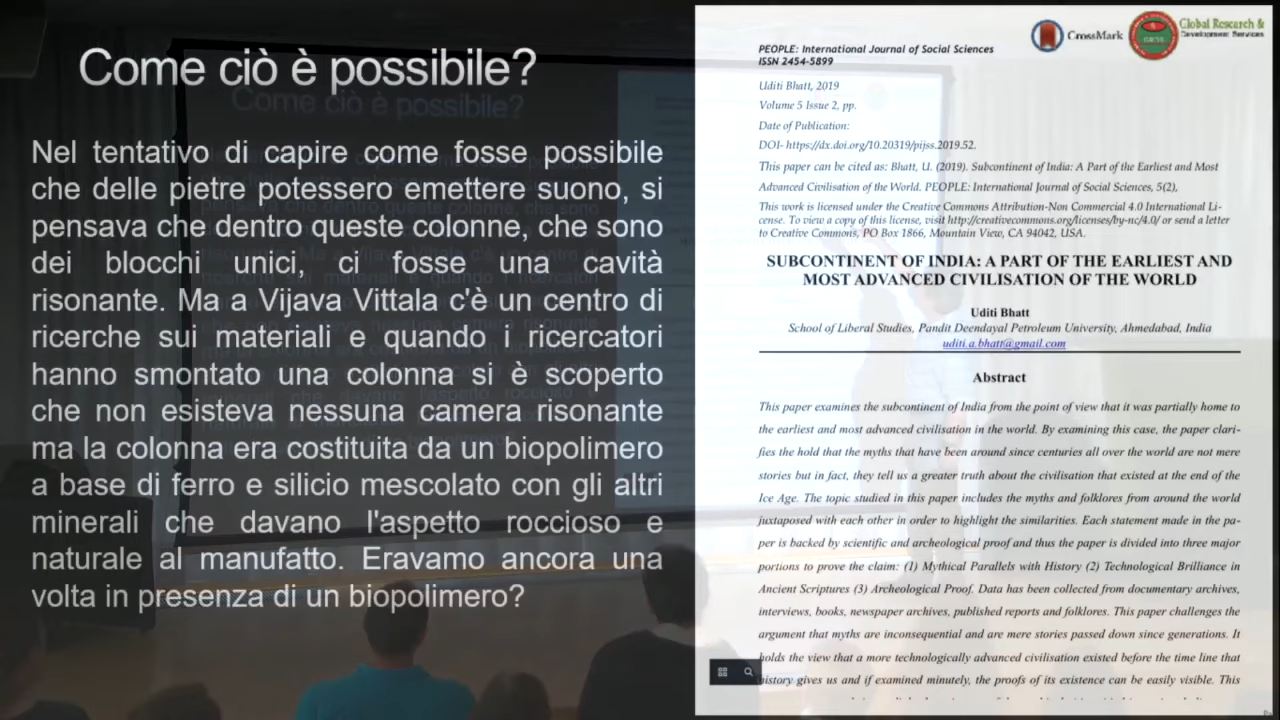 Come ciò è possibile?
Nel tentativo di capire come fosse possibile
che delle pietre potessero emettere suono, si
pensava che dentro queste colonne, che sono
dei blocchi unici, ci fosse una cavità
risonante. Ma a Vijava Vittala c'è un centro di
ricerche sui materiali e quando i ricercatori
hanno smontato una colonna si è scoperto
che non esisteva nessuna camera risonante
ma la colonna era costituita da un biopolimero
a base di ferro e silicio mescolato con gli altri
minerali che davano l'aspetto roccioso e
naturale al manufatto. Eravamo ancora una
volta in presenza di un biopolimero?
CrossMark
Global Research &
Development Services
PEOPLE: International Journal of Social Sciences
ISSN 2454-5899
Uditi Bhatt, 2019
Volume 5 Issue 2, pp.
Date of Publication:
DOI- https://dx.doi.org/10.20319/pijss.2019.52.
This paper can be cited as: Bhatt, U. (2019). Subcontinent of India: A Part of the Earliest and Most
Advanced Civilisation of the World. PEOPLE: International Journal of Social Sciences, 5(2),
This work is licensed under the Creative Commons Attribution-Non Commercial 4.0 International Li-
cense. To view a copy of this license, visit http://creativecommons.org/licenses/by-nc/4.0/ or send a letter
to Creative Commons, PO Box 1866, Mountain View, CA 94042, USA.
SUBCONTINENT OF INDIA: A PART OF THE EARLIEST AND
MOST ADVANCED CIVILISATION OF THE WORLD
Uditi Bhatt
School of Liberal Studies, Pandit Deendayal Petroleum University, Ahmedabad, India
uditi.a.bhatt@gmail.com
Abstract
This paper examines the subcontinent of India from the point of view that it was partially home to
the earliest and most advanced civilisation in the world. By examining this case, the paper clari-
fies the hold that the myths that have been around since centuries all over the world are not mere
stories but in fact, they tell us a greater truth about the civilisation that existed at the end of the
Ice Age. The topic studied in this paper includes the myths and folklores from around the world
juxtaposed with each other in order to highlight the similarities. Each statement made in the pa-
per is backed by scientific and archeological proof and thus the paper is divided into three major
portions to prove the claim: (1) Mythical Parallels with History (2) Technological Brilliance in
Ancient Scriptures (3) Archeological Proof. Data has been collected from documentary archives,
interviews, books, newspaper archives, published reports and folklores. This paper challenges the
argument that myths are inconsequential and are mere stories passed down since generations. It
holds the view that a more technologically advanced civilisation existed before the time line that
history gives us and if examined minutely, the proofs of its existence can be easily visible. This